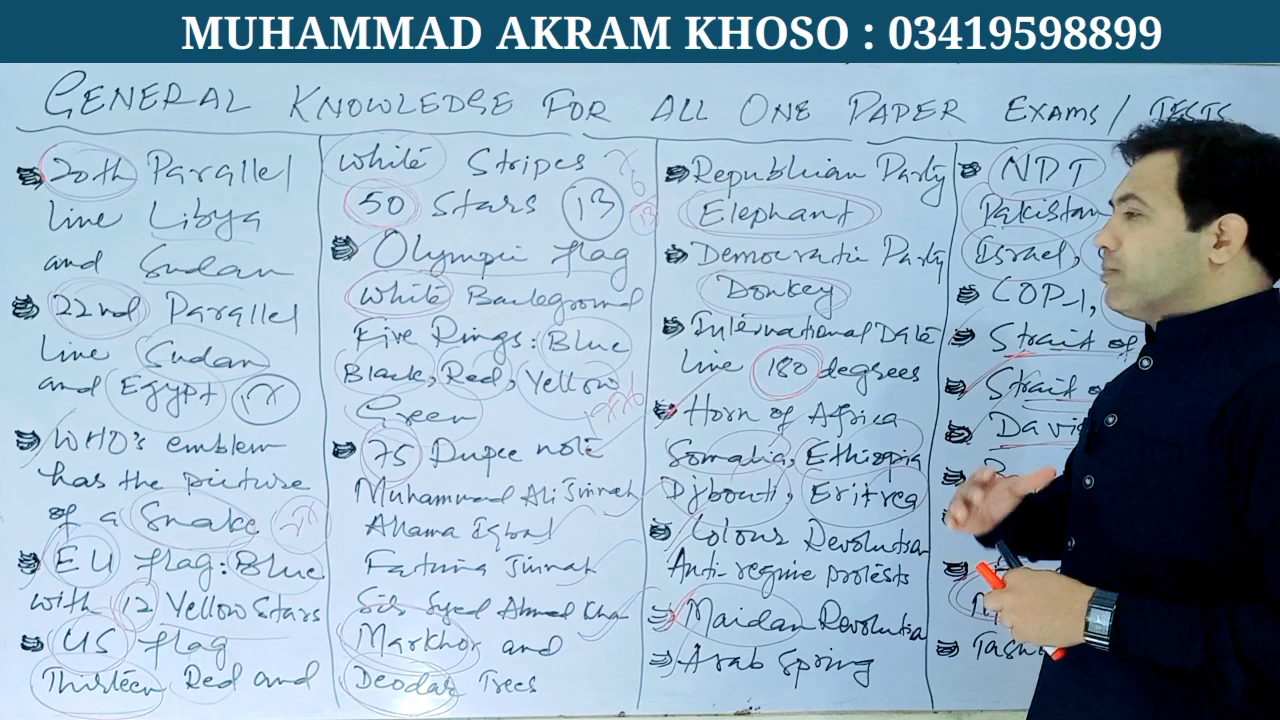 MUHAMMAD AKRAM KHOSO : 03419598899
GENERAL KNOWLEDGE FOR ALL ONE PAPER EXAMS / TESTS
20th Parallel
line Libya
and Sudan
22nd Parallel
line Sudan
and Egypt
WHO's emblem
has the picture
of a Snake
EU flag: Blue
with 12 Yellow Stars
US flag
Thirteen Red and
White Stripes
50 Stars 13
Olympic flag
White Background
Five Rings: Blue
Black, Red, Yellow
Green
75 Rupee note
Muhammad Ali Jinnah
Allama Iqbal
Fatima Jinnah
Sir Syed Ahmed Khan
Markhor and
Deodar Trees
Republican Party
Elephant
Democratic Party
Donkey
International Date
line 180 degrees
Horn of Africa
Somalia, Ethiopia
Djbouti, Eritrea
Colour Revolution
Anti-regime protests
Maidan Revolution
Arab Spring
NPT
Pakistan
Israel,
COP-1,
Strait of
Strait
Davis